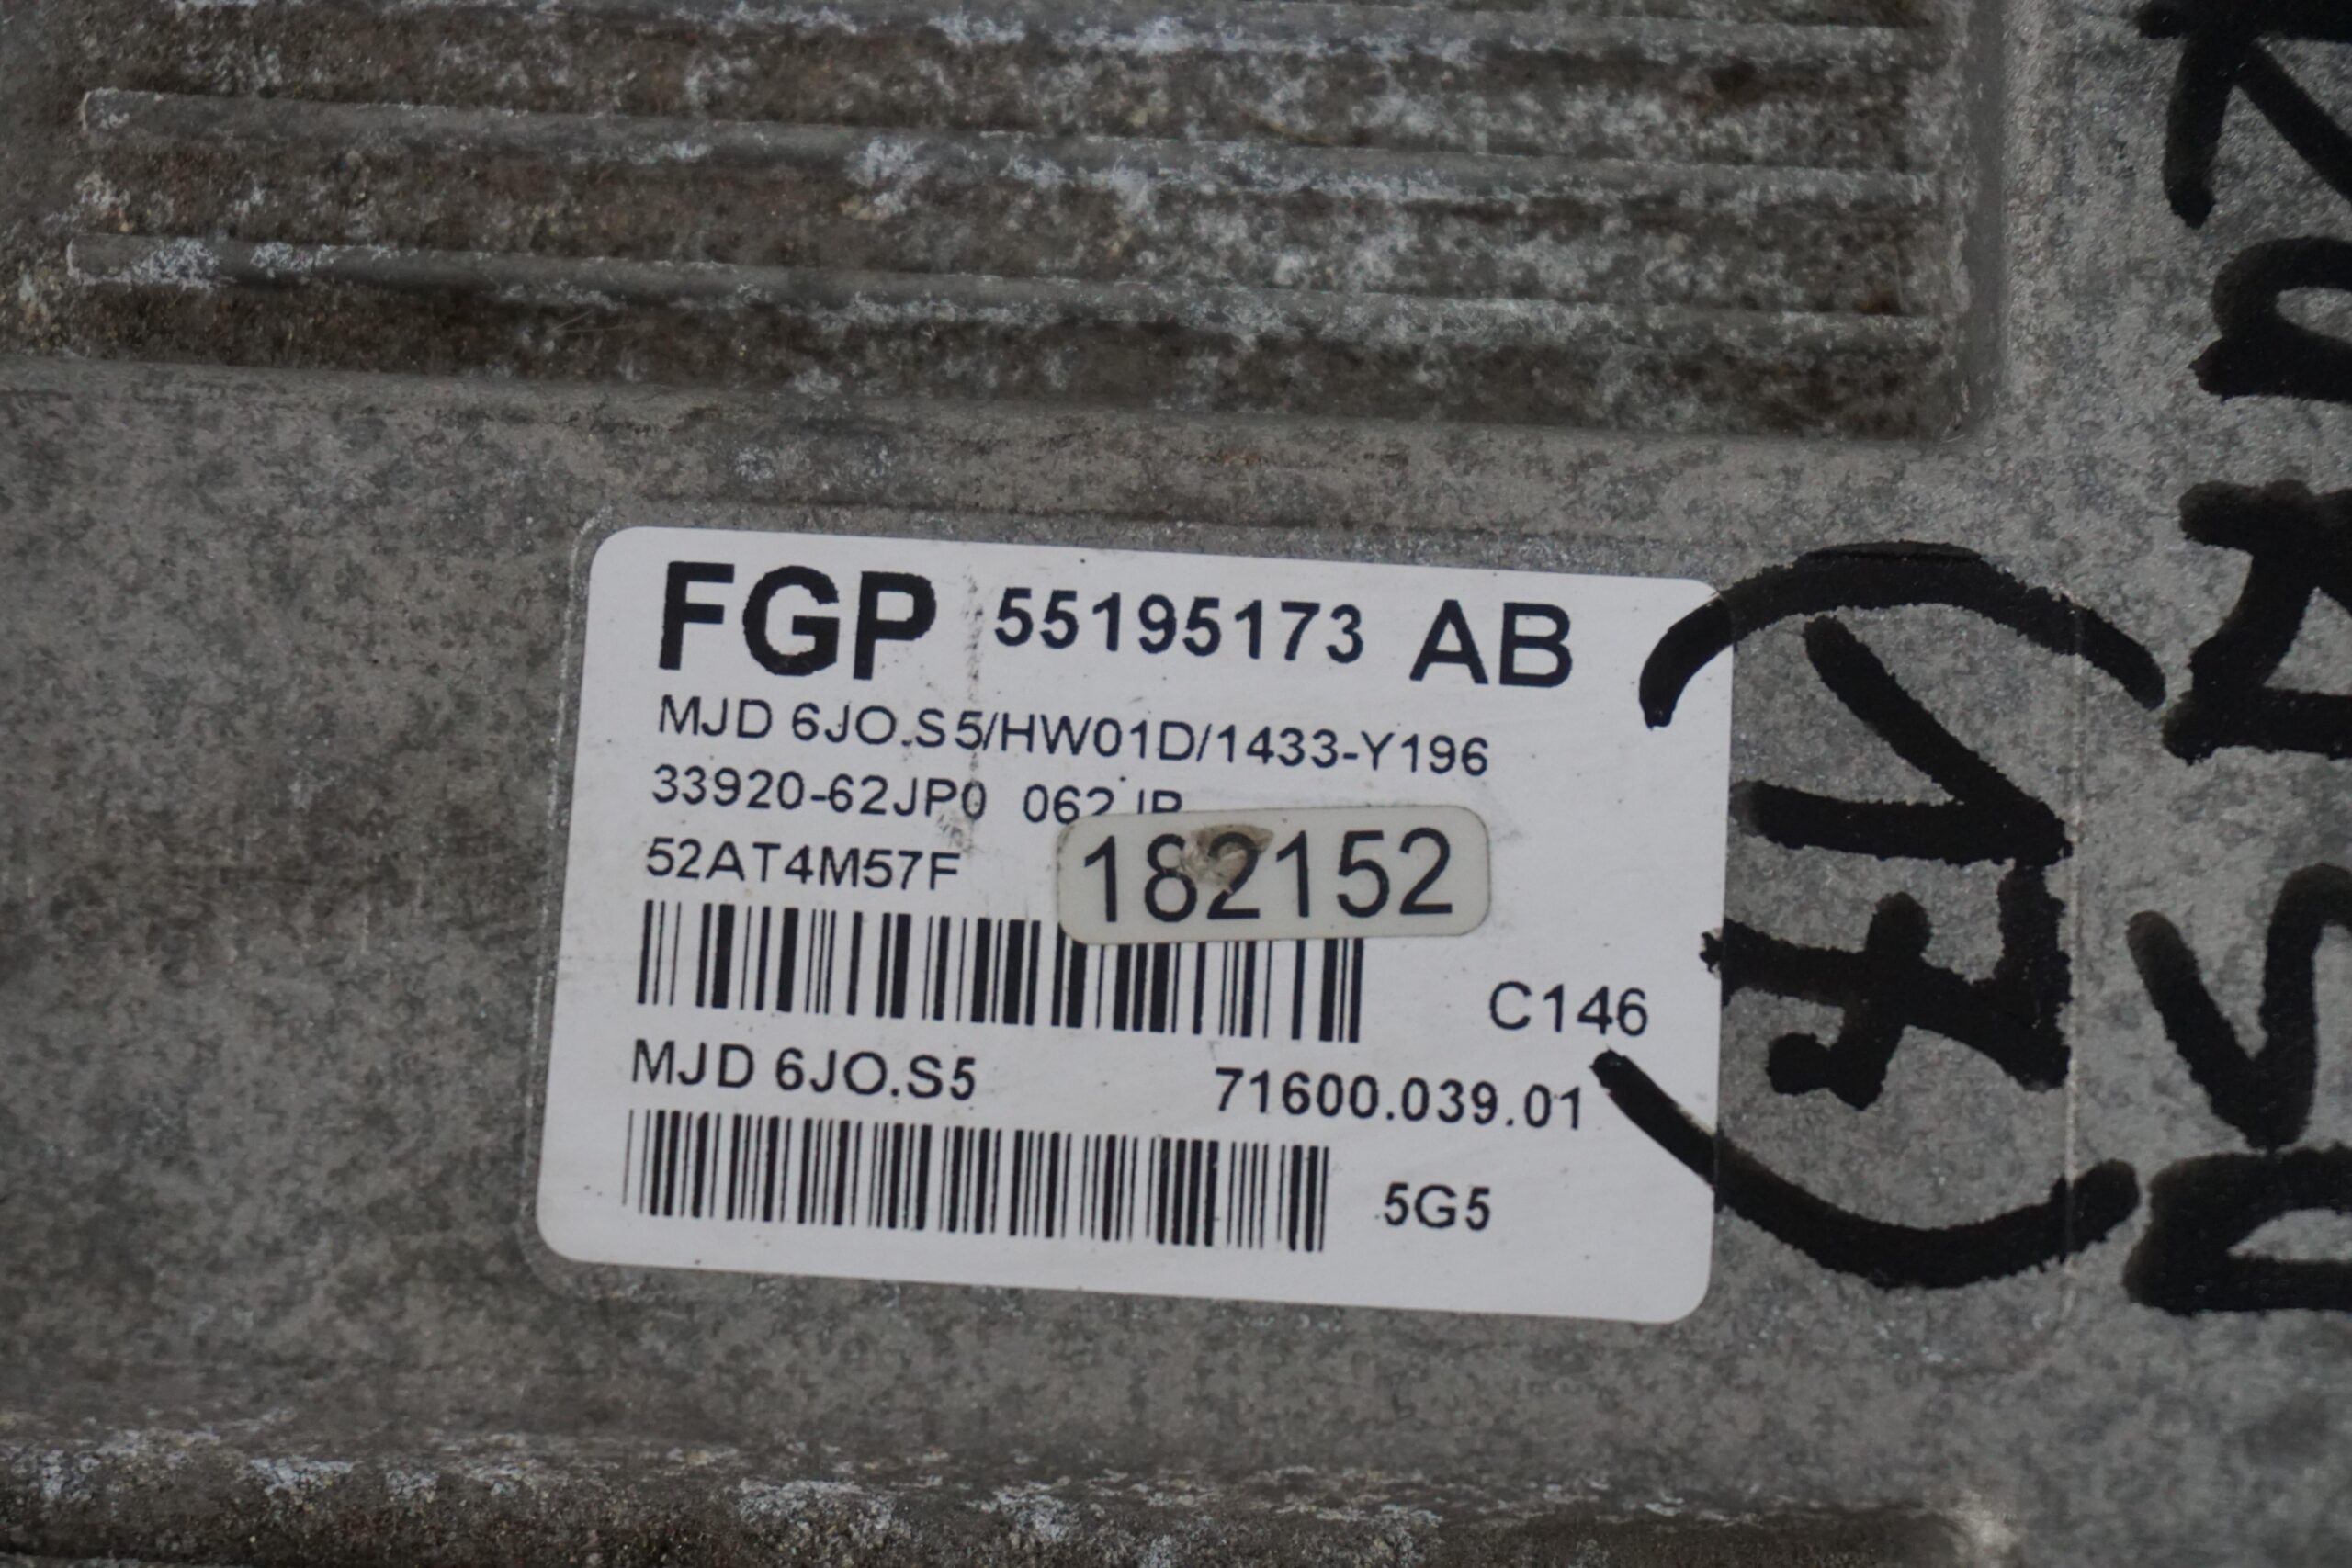 FGP 55195173 AB
MJD 6JO.S5/HW01D/1433-Y196
33920-62JP0 062JP
52AT4M57F
182152
C146
MJD 6JO.S5 71600.039.01
5G5